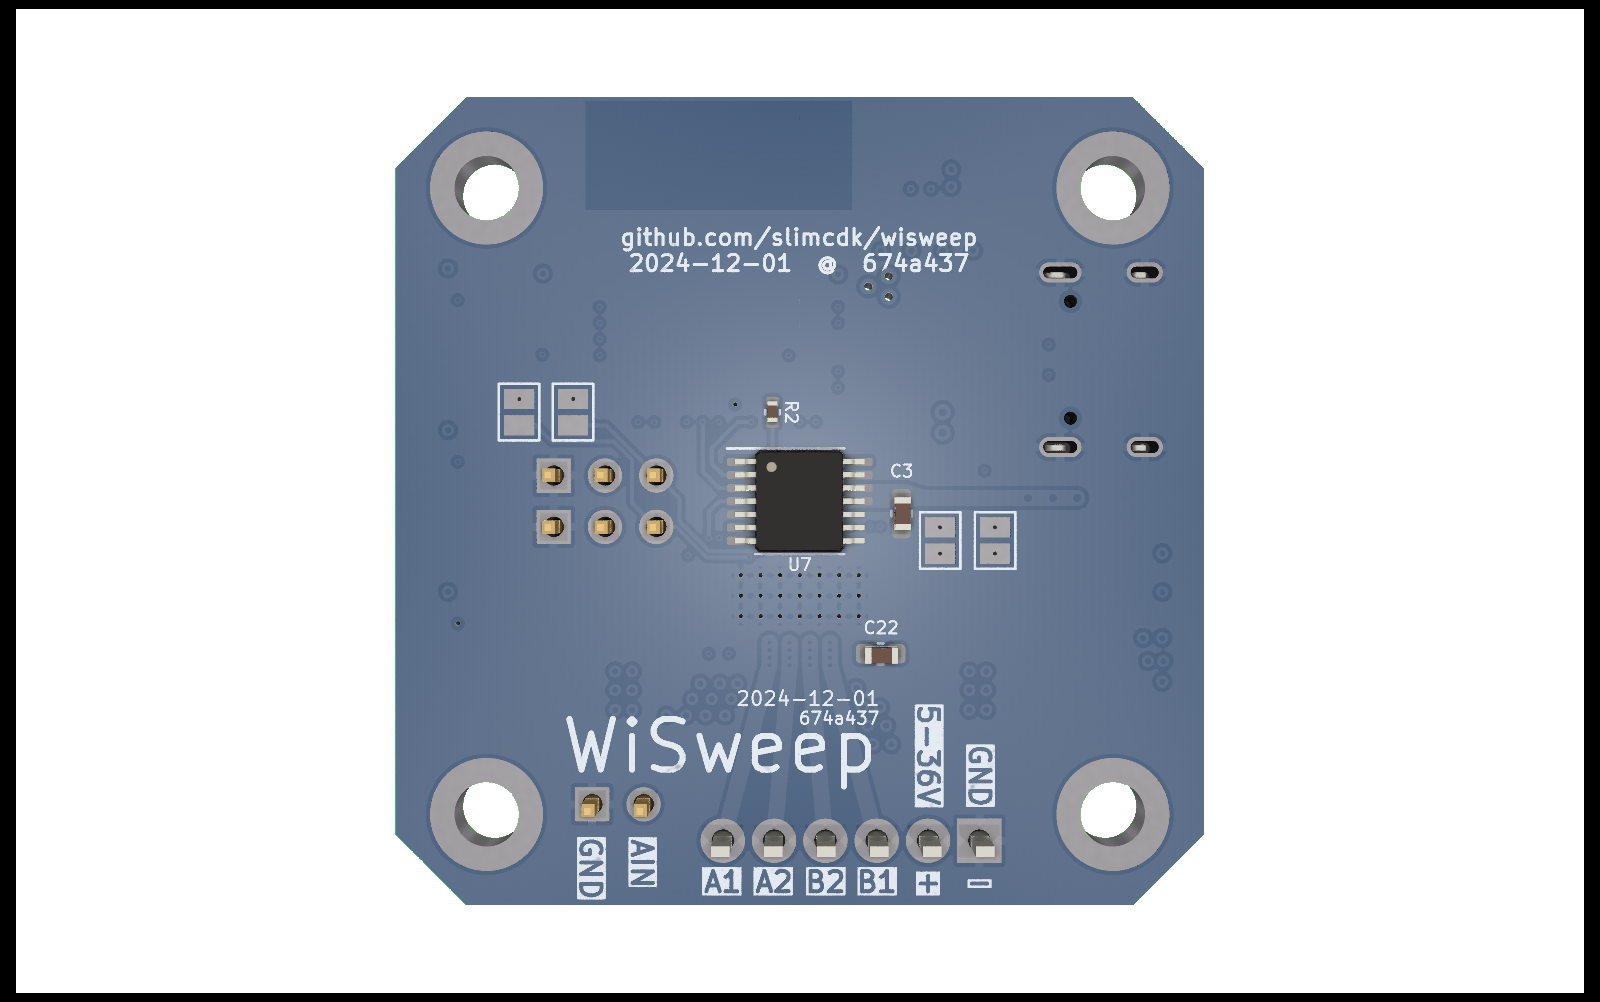 github.com/slimcdk/wisweep
2024-12-01 @ 674a437
R2
C3
U7
C22
2024-12-01
674a437
WiSweep
5-36V
GND
GND
AIN
A1 A2 B2 B1 + -